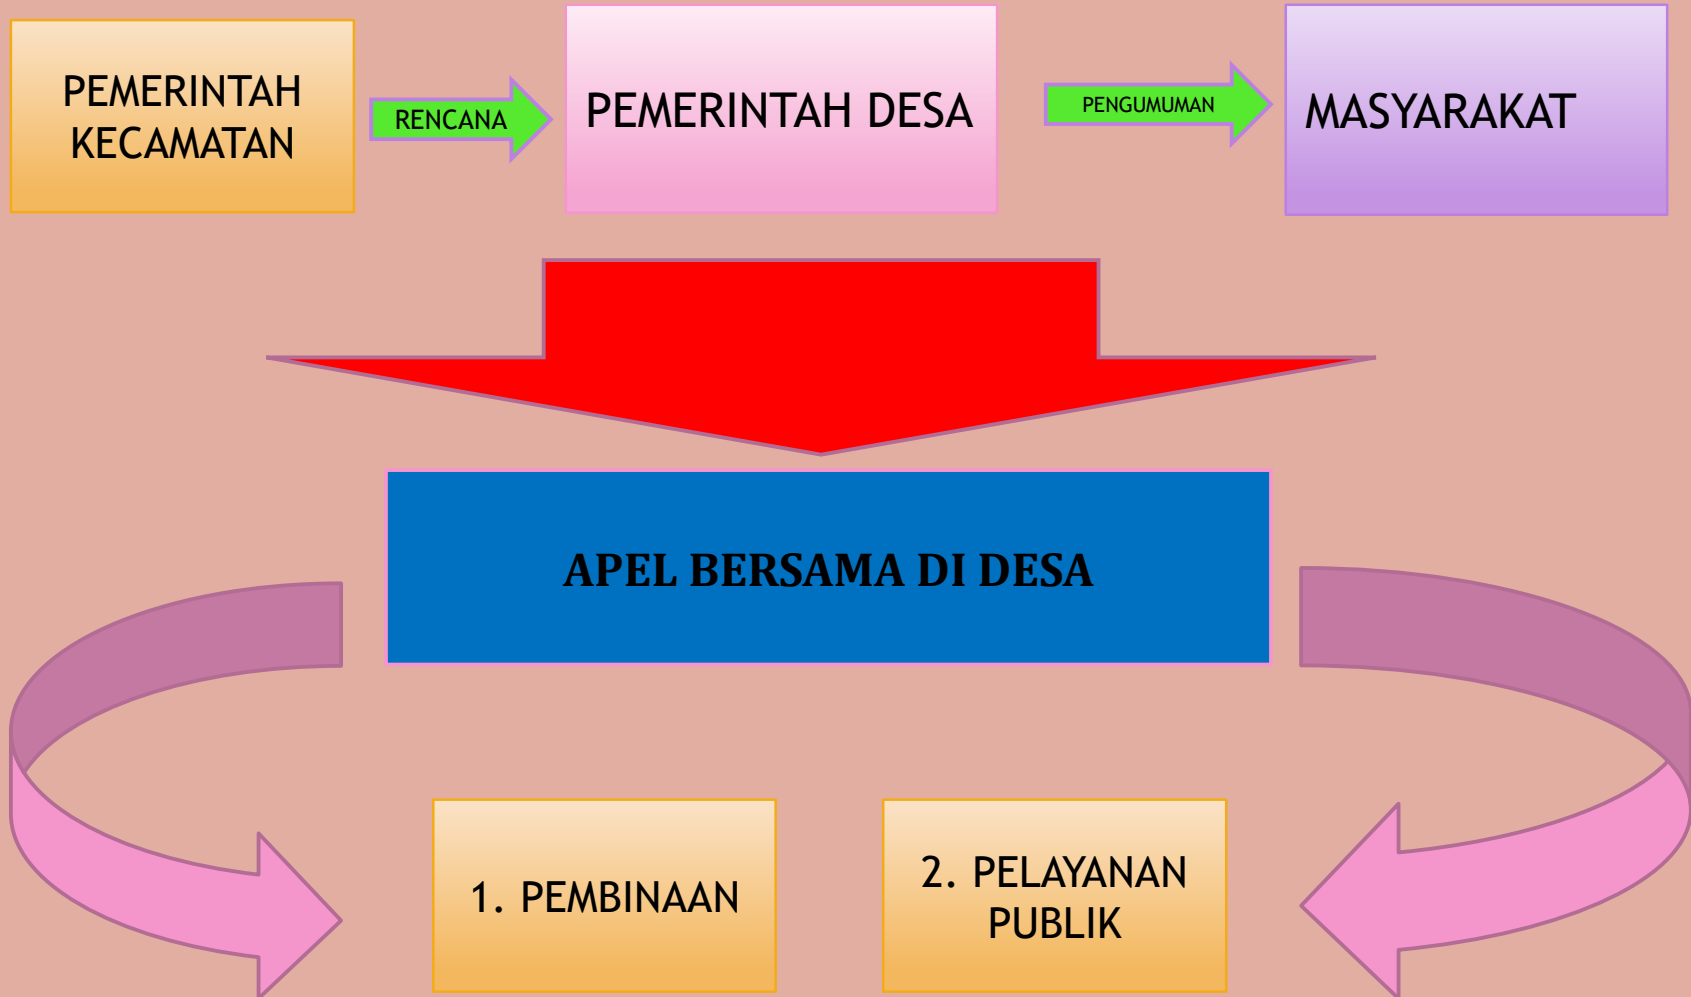 PEMERINTAH
KECAMATAN
RENCANA
PEMERINTAH DESA
PENGUMUMAN
MASYARAKAT
APEL BERSAMA DI DESA
1. PEMBINAAN
2. PELAYANAN
PUBLIK